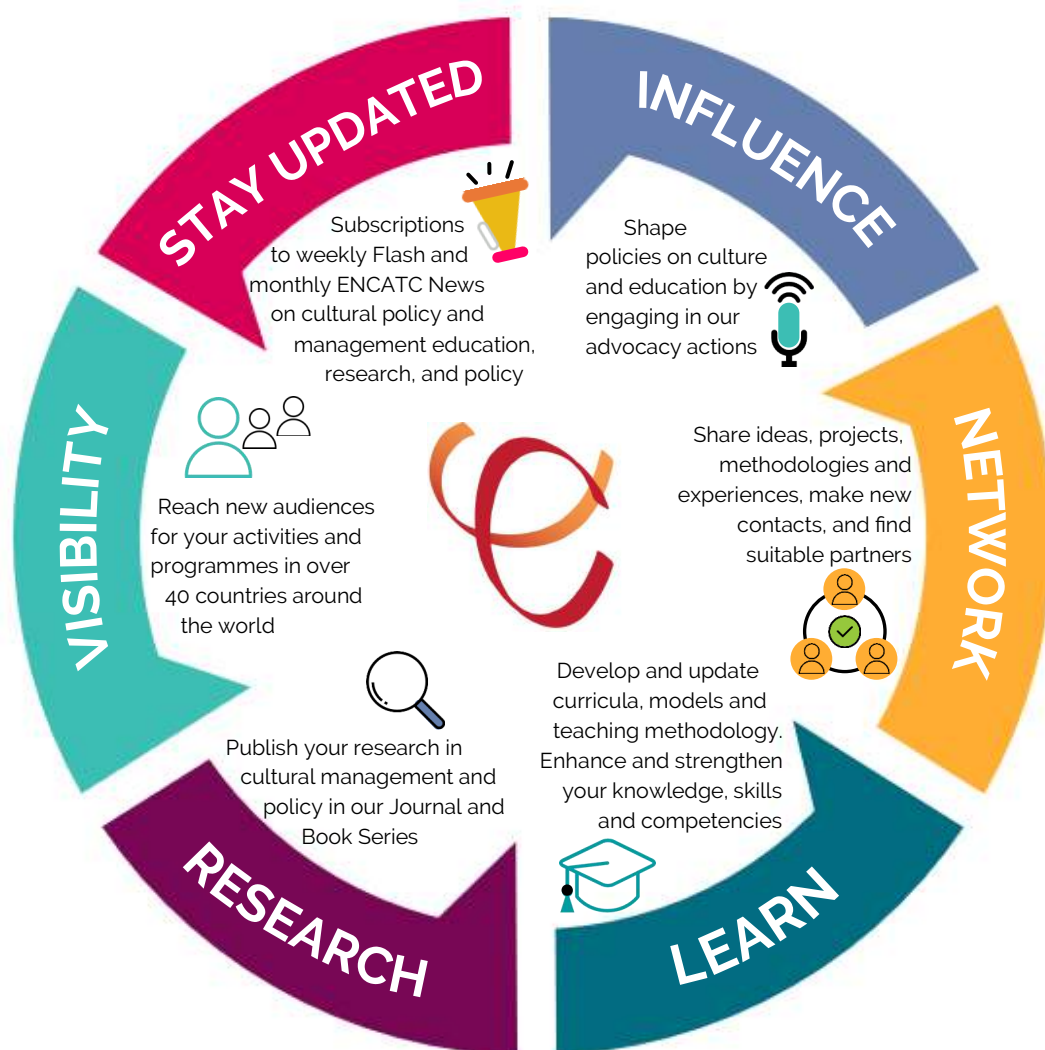 STAY UPDATED
Subscriptions
to weekly Flash and
monthly ENCATC News
on cultural policy and
management education,
research, and policy
INFLUENCE
Shape
policies on culture
and education by
engaging in our
advocacy actions
NETWORK
Share ideas, projects,
methodologies and
experiences, make new
contacts, and find
suitable partners
LEARN
Develop and update
curricula, models and
teaching methodology.
Enhance and strengthen
your knowledge, skills
and competencies
RESEARCH
Publish your research in
cultural management and
policy in our Journal and
Book Series
VISIBILITY
Reach new audiences
for your activities and
programmes in over
40 countries around
the world